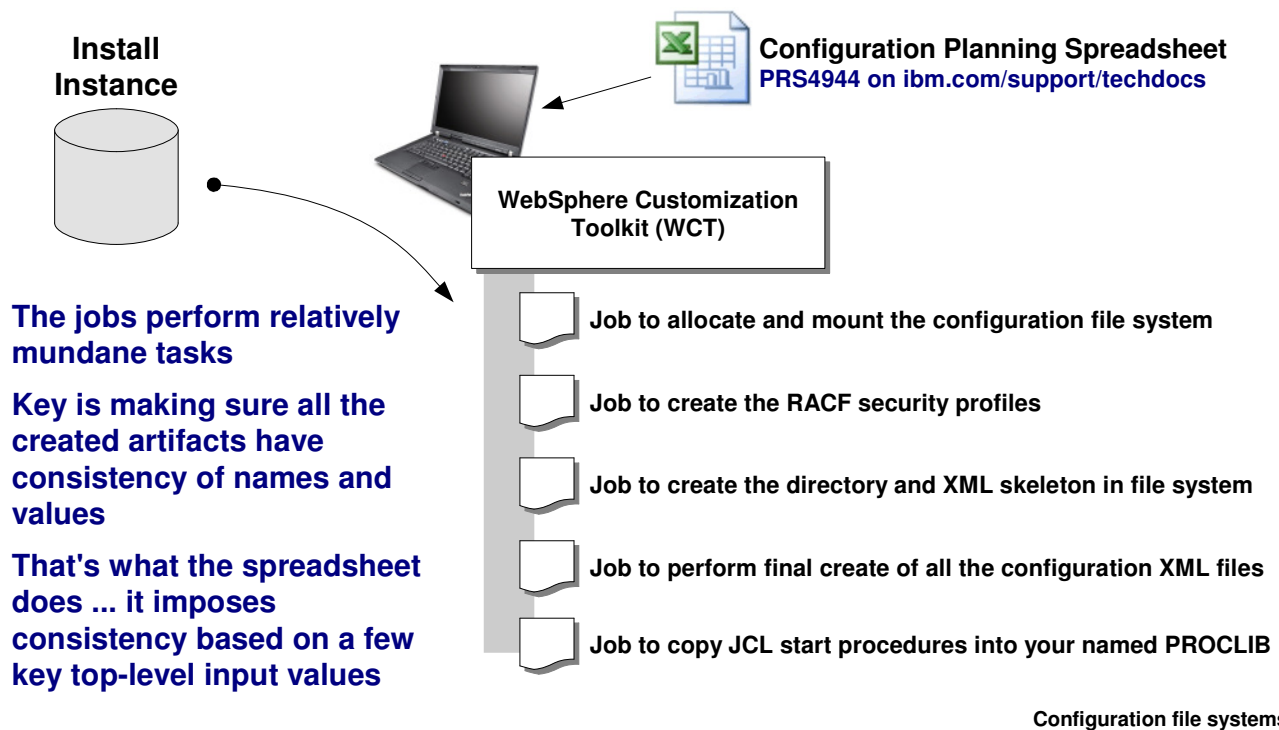 Install
Instance
Configuration Planning Spreadsheet
PRS4944 on ibm.com/support/techdocs
WebSphere Customization
Toolkit (WCT)
The jobs perform relatively
mundane tasks
Key is making sure all the
created artifacts have
consistency of names and
values
That's what the spreadsheet
does ... it imposes
consistency based on a few
key top-level input values
Job to allocate and mount the configuration file system
Job to create the RACF security profiles
Job to create the directory and XML skeleton in file system
Job to perform final create of all the configuration XML files
Job to copy JCL start procedures into your named PROCLIB
Configuration file systems